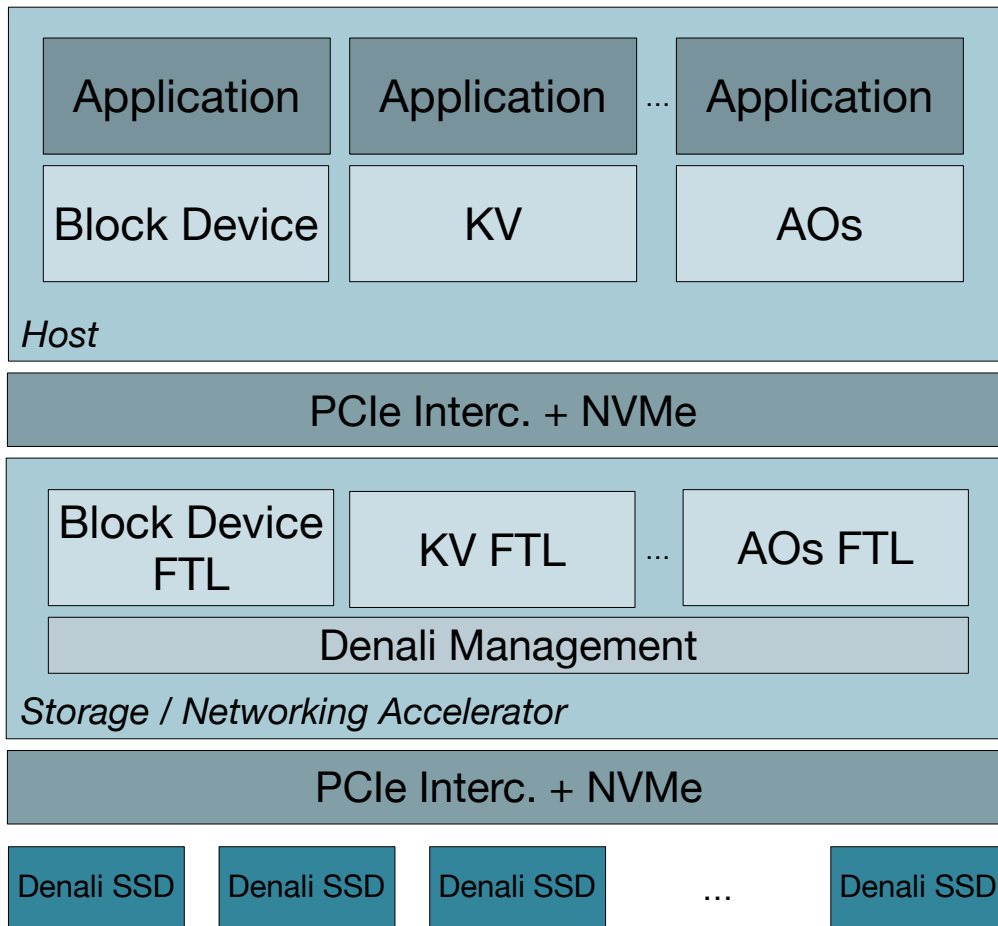 Application Application ... Application
Block Device KV AOs
Host
PCIe Interc. + NVMe
Block Device
FTL
KV FTL ... AOs FTL
Denali Management
Storage / Networking Accelerator
PCIe Interc. + NVMe
Denali SSD Denali SSD Denali SSD ... Denali SSD